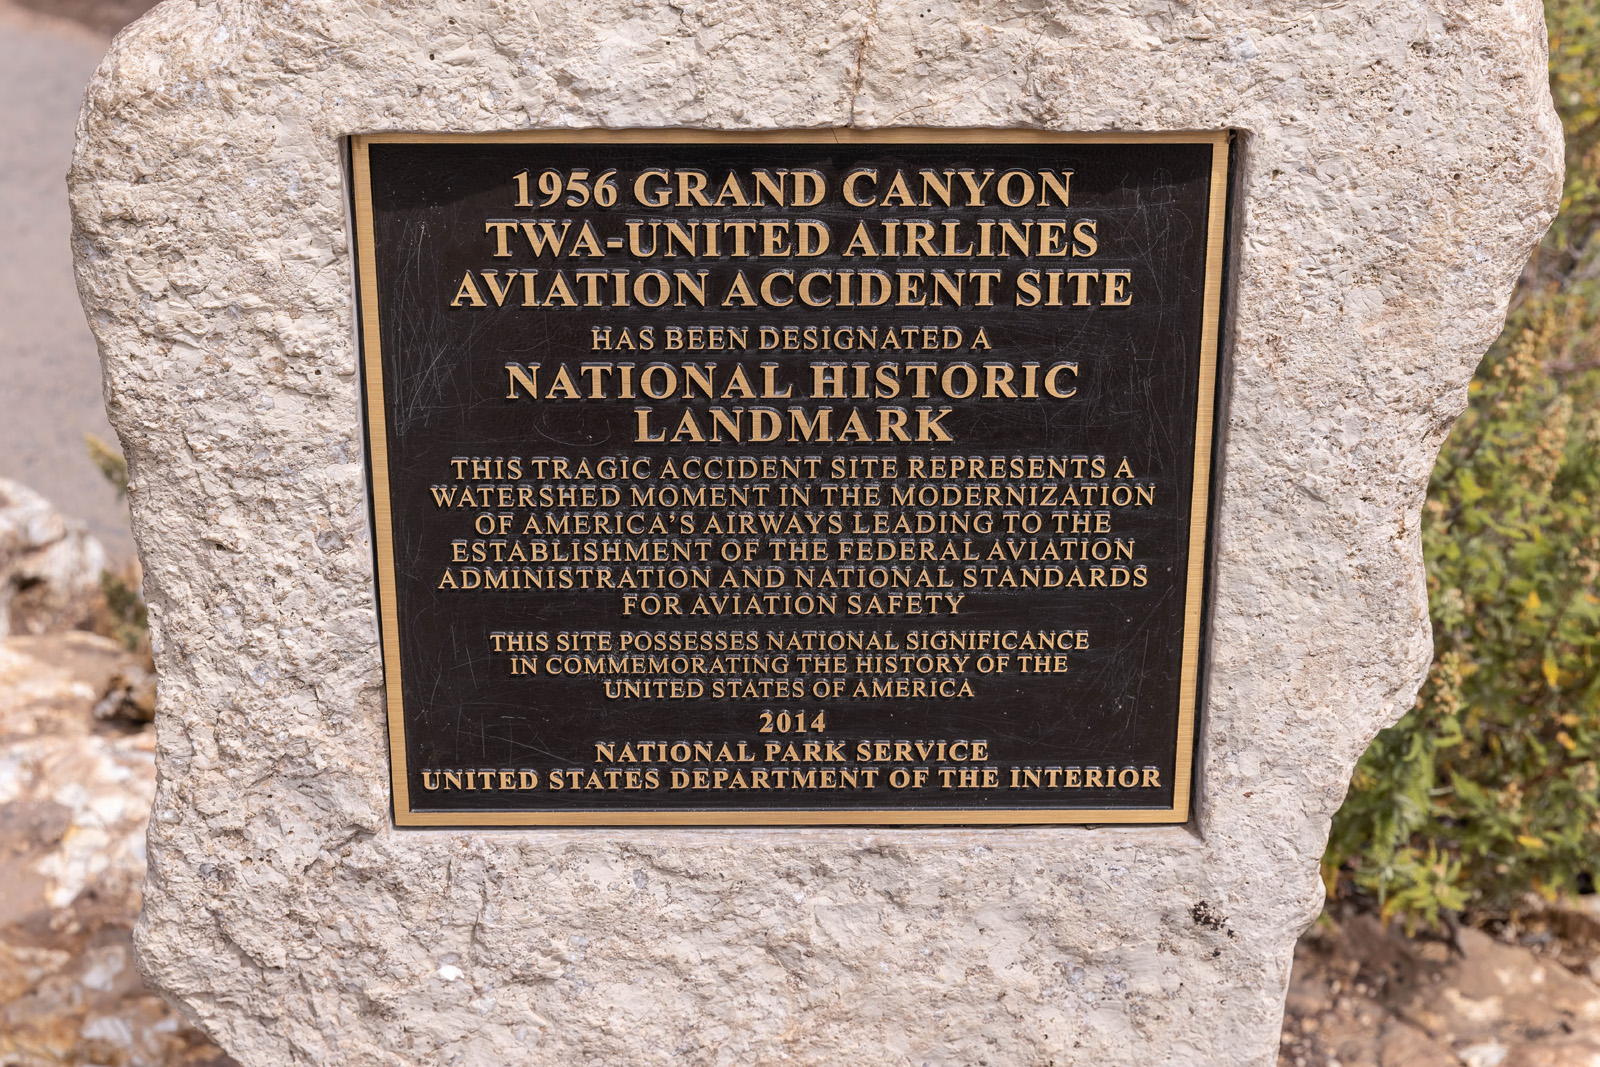 1956 GRAND CANYON
TWA-UNITED AIRLINES
AVIATION ACCIDENT SITE
HAS BEEN DESIGNATED A
NATIONAL HISTORIC
LANDMARK
THIS TRAGIC ACCIDENT SITE REPRESENTS A
WATERSHED MOMENT IN THE MODERNIZATION
OF AMERICA'S AIRWAYS LEADING TO THE
ESTABLISHMENT OF THE FEDERAL AVIATION
ADMINISTRATION AND NATIONAL STANDARDS
FOR AVIATION SAFETY
THIS SITE POSSESSES NATIONAL SIGNIFICANCE
IN COMMEMORATING THE HISTORY OF THE
UNITED STATES OF AMERICA
2014
NATIONAL PARK SERVICE
UNITED STATES DEPARTMENT OF THE INTERIOR